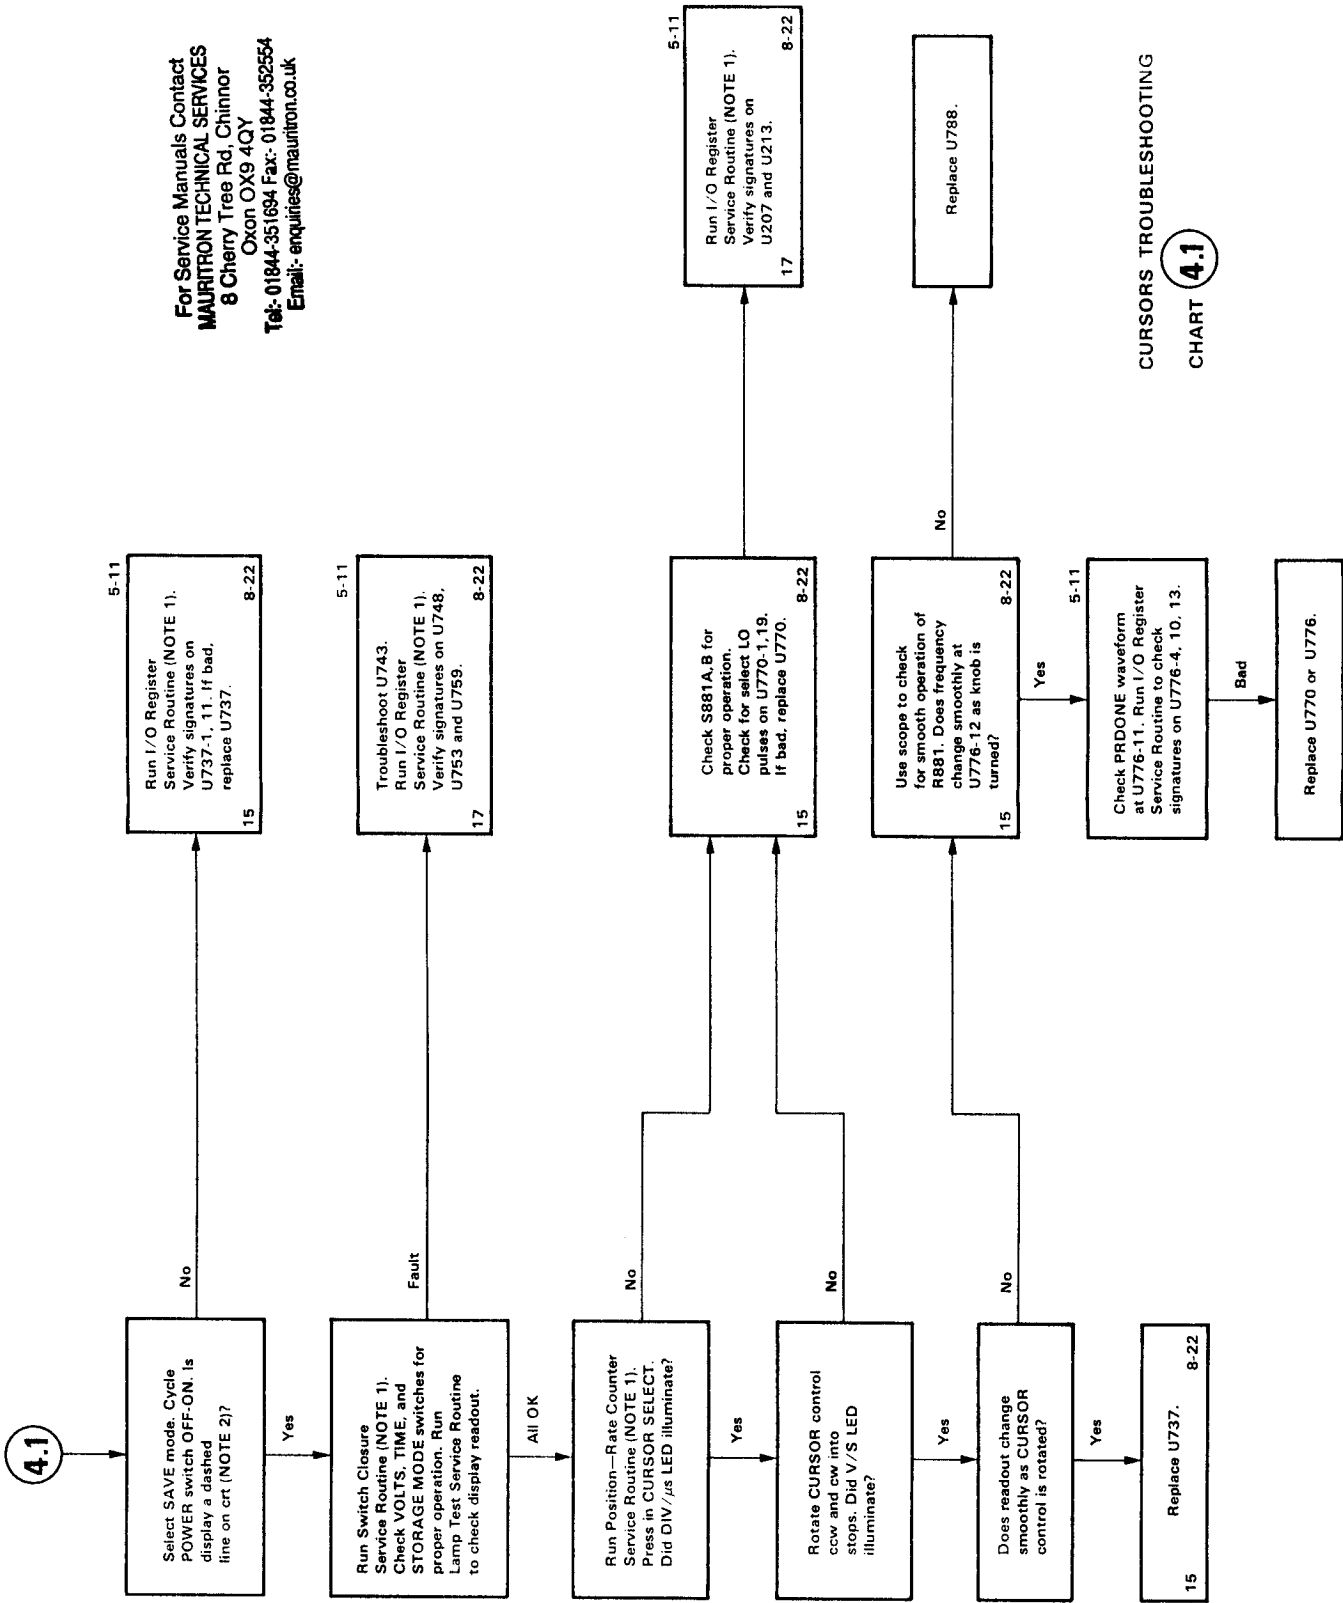 For Service Manuals Contact
MAURITRON TECHNICAL SERVICES
8 Cherry Tree Rd, Chinnor
Oxon OX9 4QY
Tel:- 01844-351694 Fax:- 01844-352554
Email:- enquiries@mauritron.co.uk
4.1
Select SAVE mode. Cycle
POWER switch OFF-ON. Is
display a dashed
line on crt (NOTE 2)?
No
Yes
5-11
Run I/O Register
Service Routine (NOTE 1).
Verify signatures on
U737-1, 11. If bad,
replace U737.
15
8-22
Run Switch Closure
Service Routine (NOTE 1).
Check VOLTS, TIME, and
STORAGE MODE switches for
proper operation. Run
Lamp Test Service Routine
to check display readout.
Fault
All OK
5-11
Troubleshoot U743.
Run I/O Register
Service Routine (NOTE 1).
Verify signatures on U748,
U753 and U759.
17
8-22
Run Position—Rate Counter
Service Routine (NOTE 1).
Press in CURSOR SELECT.
Did DIV/µs LED illuminate?
No
Yes
Rotate CURSOR control
ccw and cw into
stops. Did V/S LED
illuminate?
No
Yes
Check S881A,B for
proper operation.
Check for select LO
pulses on U770-1,19.
If bad, replace U770.
15
8-22
5-11
Run I/O Register
Service Routine (NOTE 1).
Verify signatures on
U207 and U213.
17
8-22
Does readout change
smoothly as CURSOR
control is rotated?
No
Yes
Use scope to check
for smooth operation of
R881. Does frequency
change smoothly at
U776-12 as knob is
turned?
15
8-22
No
Yes
Replace U788.
5-11
Check PRDONE waveform
at U776-11. Run I/O Register
Service Routine to check
signatures on U776-4, 10, 13.
Bad
Replace U770 or U776.
Replace U737.
15
8-22
CURSORS TROUBLESHOOTING
CHART 4.1